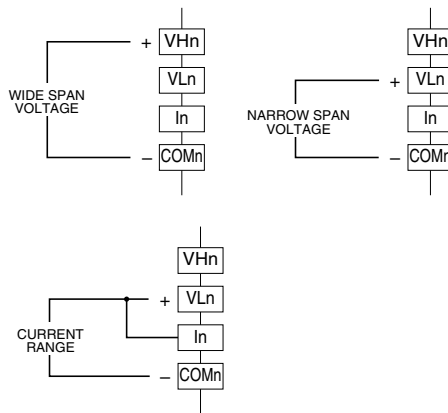 + VHn
VLn
WIDE SPAN
VOLTAGE
In
− COMn
VHn
+ VLn
In
NARROW SPAN
VOLTAGE
− COMn
VHn
+ VLn
In
CURRENT
RANGE
− COMn